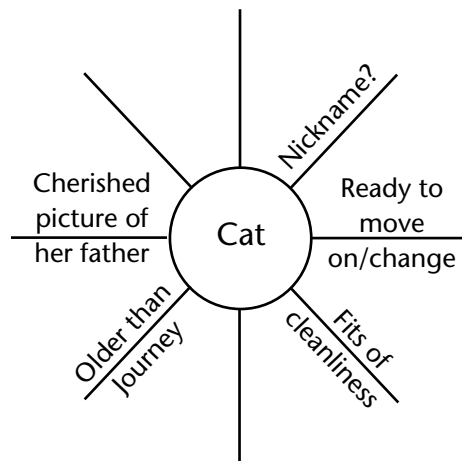 Nickname?
Cherished
picture of
her father
Cat
Ready to
move
on/change
Older than
Journey
Fits of
cleanliness